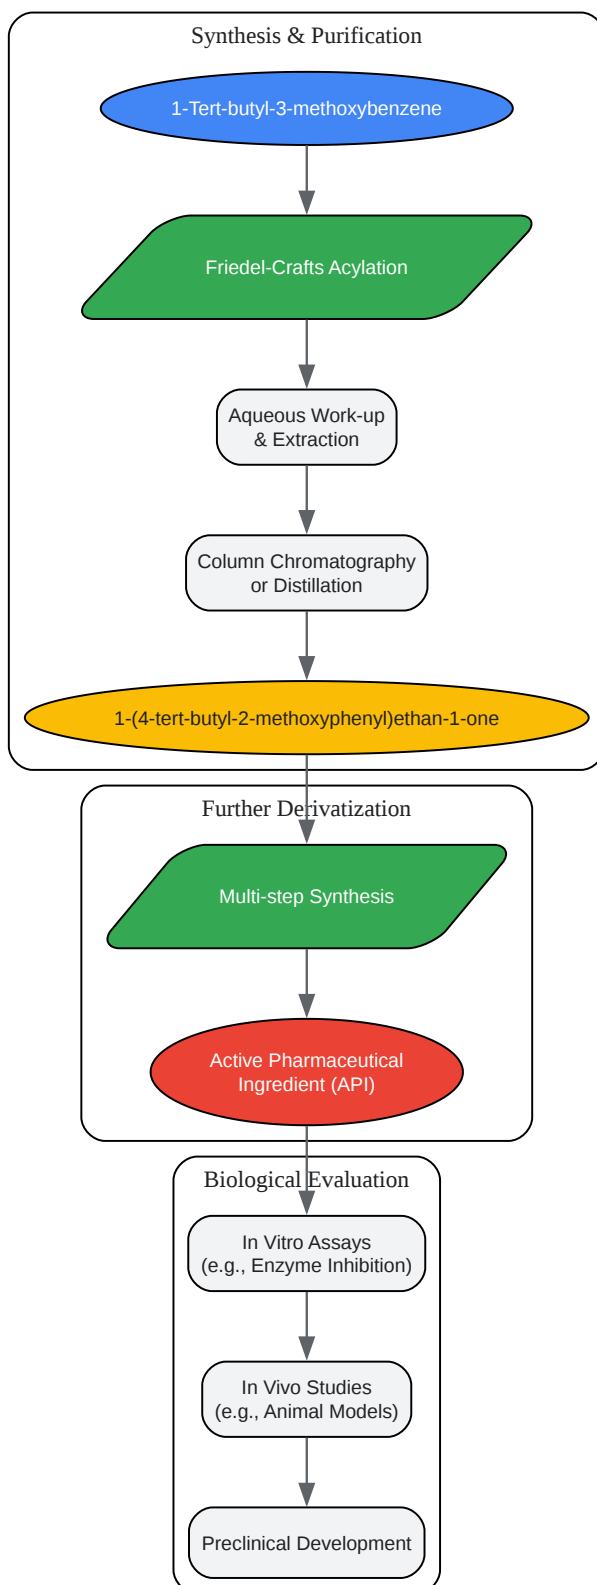 Synthesis & Purification
1-Tert-butyl-3-methoxybenzene
Friedel-Crafts Acylation
Aqueous Work-up
& Extraction
Column Chromatography
or Distillation
1-(4-tert-butyl-2-methoxyphenyl)ethan-1-one
Further Derivatization
Multi-step Synthesis
Active Pharmaceutical
Ingredient (API)
Biological Evaluation
In Vitro Assays
(e.g., Enzyme Inhibition)
In Vivo Studies
(e.g., Animal Models)
Preclinical Development